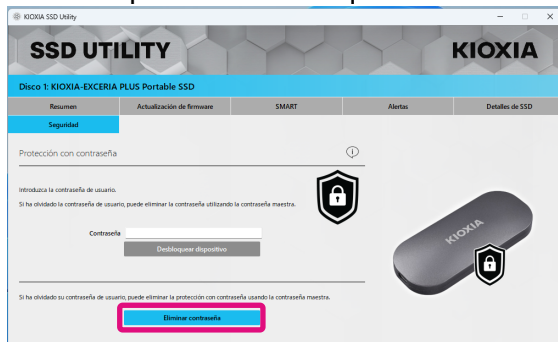 KIOXIA SSD Utility
SSD UTILITY
KIOXIA
Disco 1: KIOXIA-EXCERIA PLUS Portable SSD
Resumen Actualización de firmware SMART Alertas Detalles de SSD
Seguridad
Protección con contraseña
Introduzca la contraseña de usuario.
Si ha olvidado la contraseña de usuario, puede eliminar la contraseña utilizando la contraseña maestra.
Contraseña
Desbloquear dispositivo
KIOXIA
Si ha olvidado su contraseña de usuario, puede eliminar la protección con contraseña usando la contraseña maestra.
Eliminar contraseña